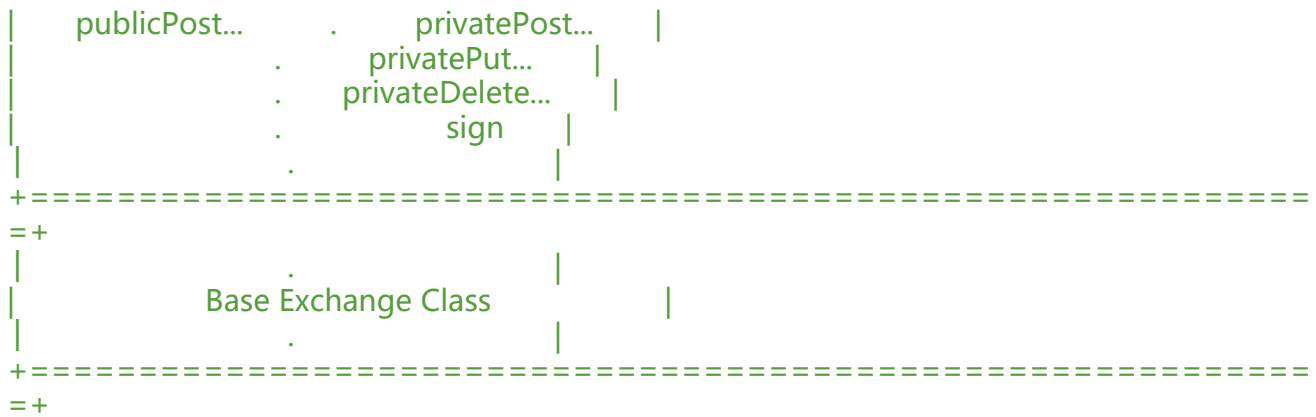 |      publicPost...        .        privatePost...      |
|                        .        privatePut...      |
|                        .      privateDelete...      |
|                        .               sign      |
|                        .                        |
+===========================================================
=+
|                        .                        |
|                  Base Exchange Class                  |
|                        .                        |
+===========================================================
=+